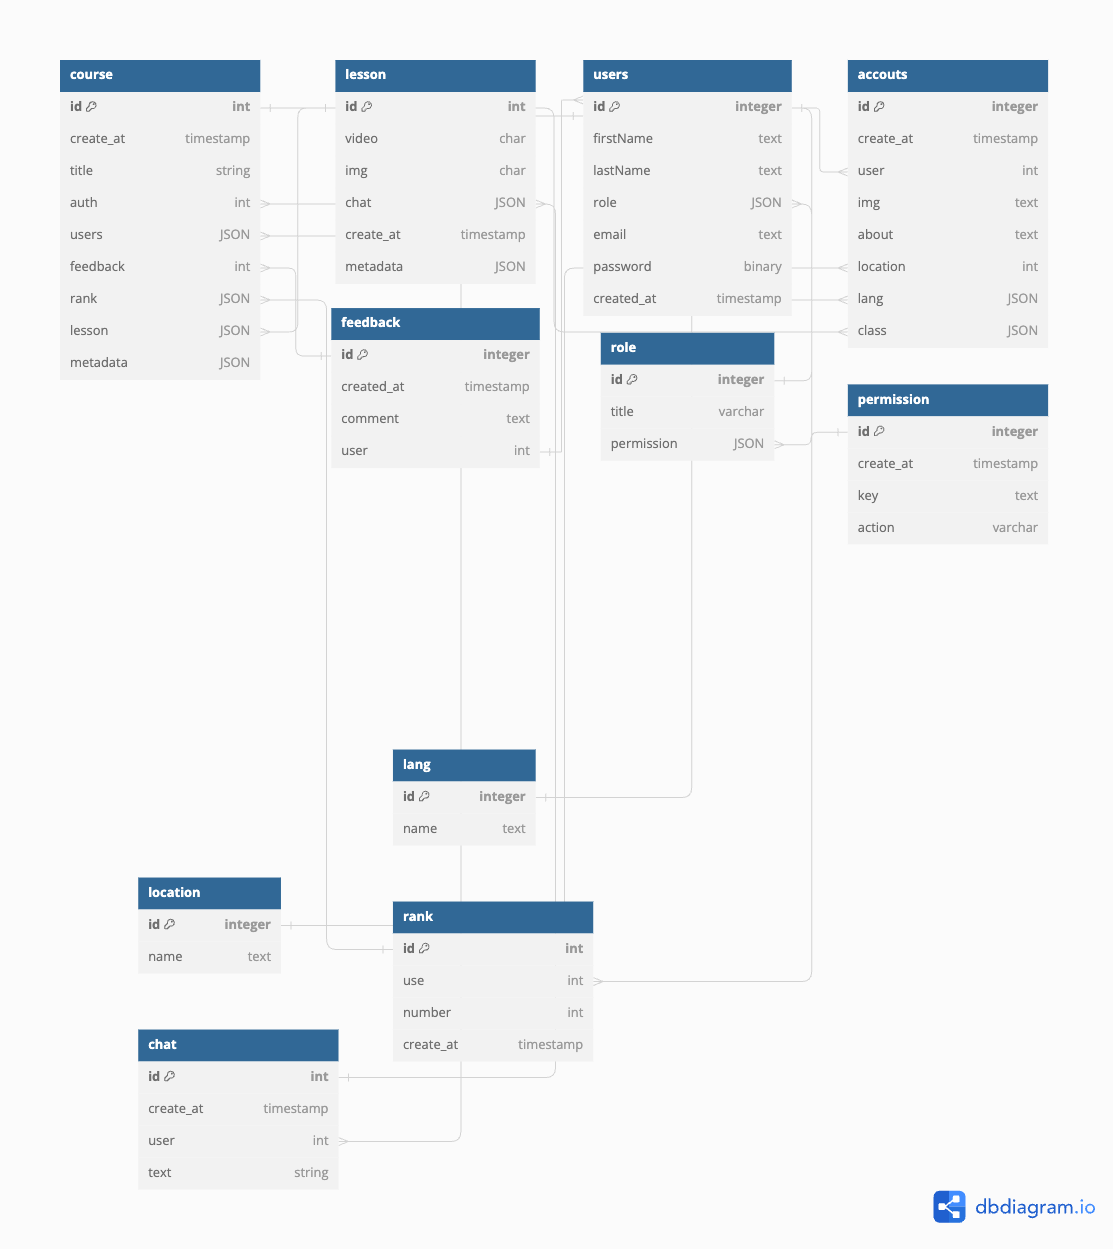 course
id int
create_at timestamp
title string
auth int
users JSON
feedback int
rank JSON
lesson JSON
metadata JSON
lesson
id int
video char
img char
chat JSON
create_at timestamp
metadata JSON
users
id integer
firstName text
lastName text
role JSON
email text
password binary
created_at timestamp
accouts
id integer
create_at timestamp
user int
img text
about text
location int
lang JSON
class JSON
feedback
id integer
created_at timestamp
comment text
user int
role
id integer
title varchar
permission JSON
permission
id integer
create_at timestamp
key text
action varchar
lang
id integer
name text
location
id integer
name text
rank
id int
use int
number int
create_at timestamp
chat
id int
create_at timestamp
user int
text string
dbdiagram.io